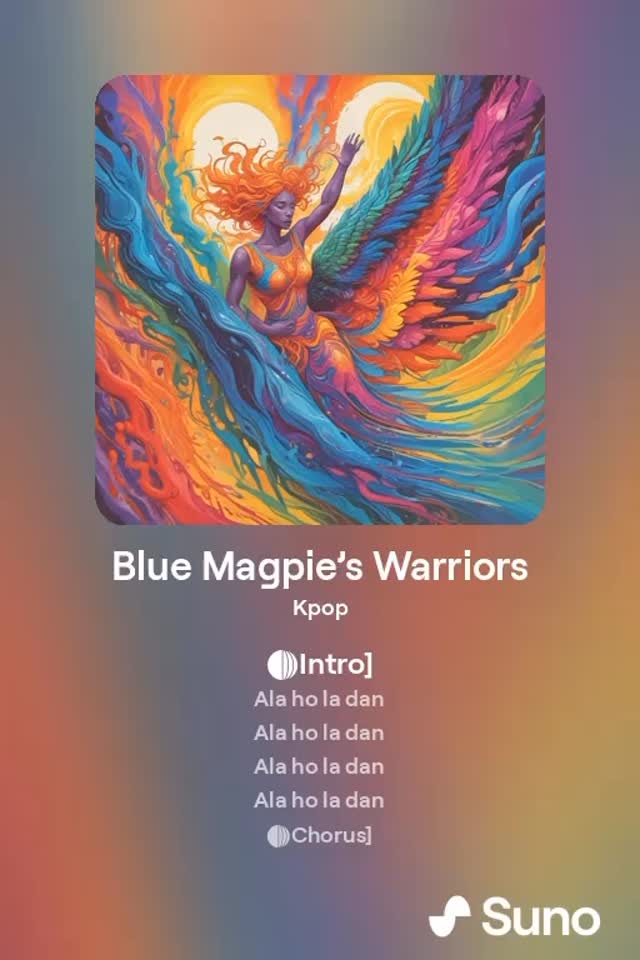 Blue Magpie’s Warriors
Kpop
Intro]
Ala ho la dan
Ala ho la dan
Ala ho la dan
Ala ho la dan
Chorus]
Suno